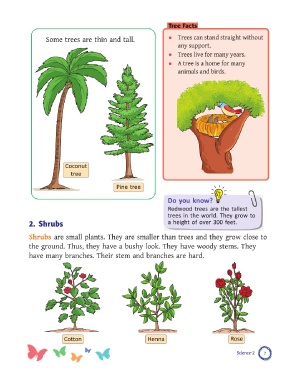 Some trees are thin and tall.
Coconut
tree
Pine tree
Tree Facts
Trees can stand straight without
any support.
Trees live for many years.
A tree is a home for many
animals and birds.
Do you know?
Redwood trees are the tallest
trees in the world. They grow to
a height of over 300 feet.
2. Shrubs
Shrubs are small plants. They are smaller than trees and they grow close to
the ground. Thus, they have a bushy look. They have woody stems. They
have many branches. Their stem and branches are hard.
Cotton
Henna
Rose
Science-2
7